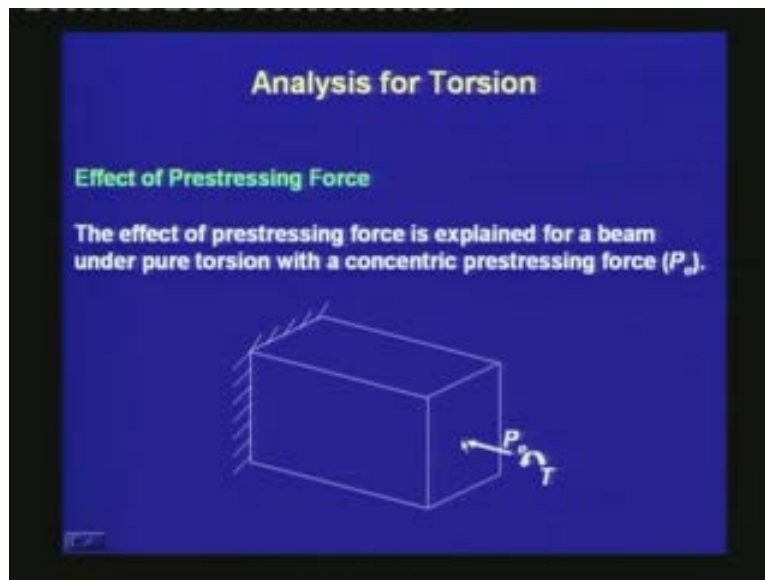 Analysis for Torsion
Effect of Prestressing Force
The effect of prestressing force is explained for a beam
under pure torsion with a concentric prestressing force (Pₑ).
Pₑ
T